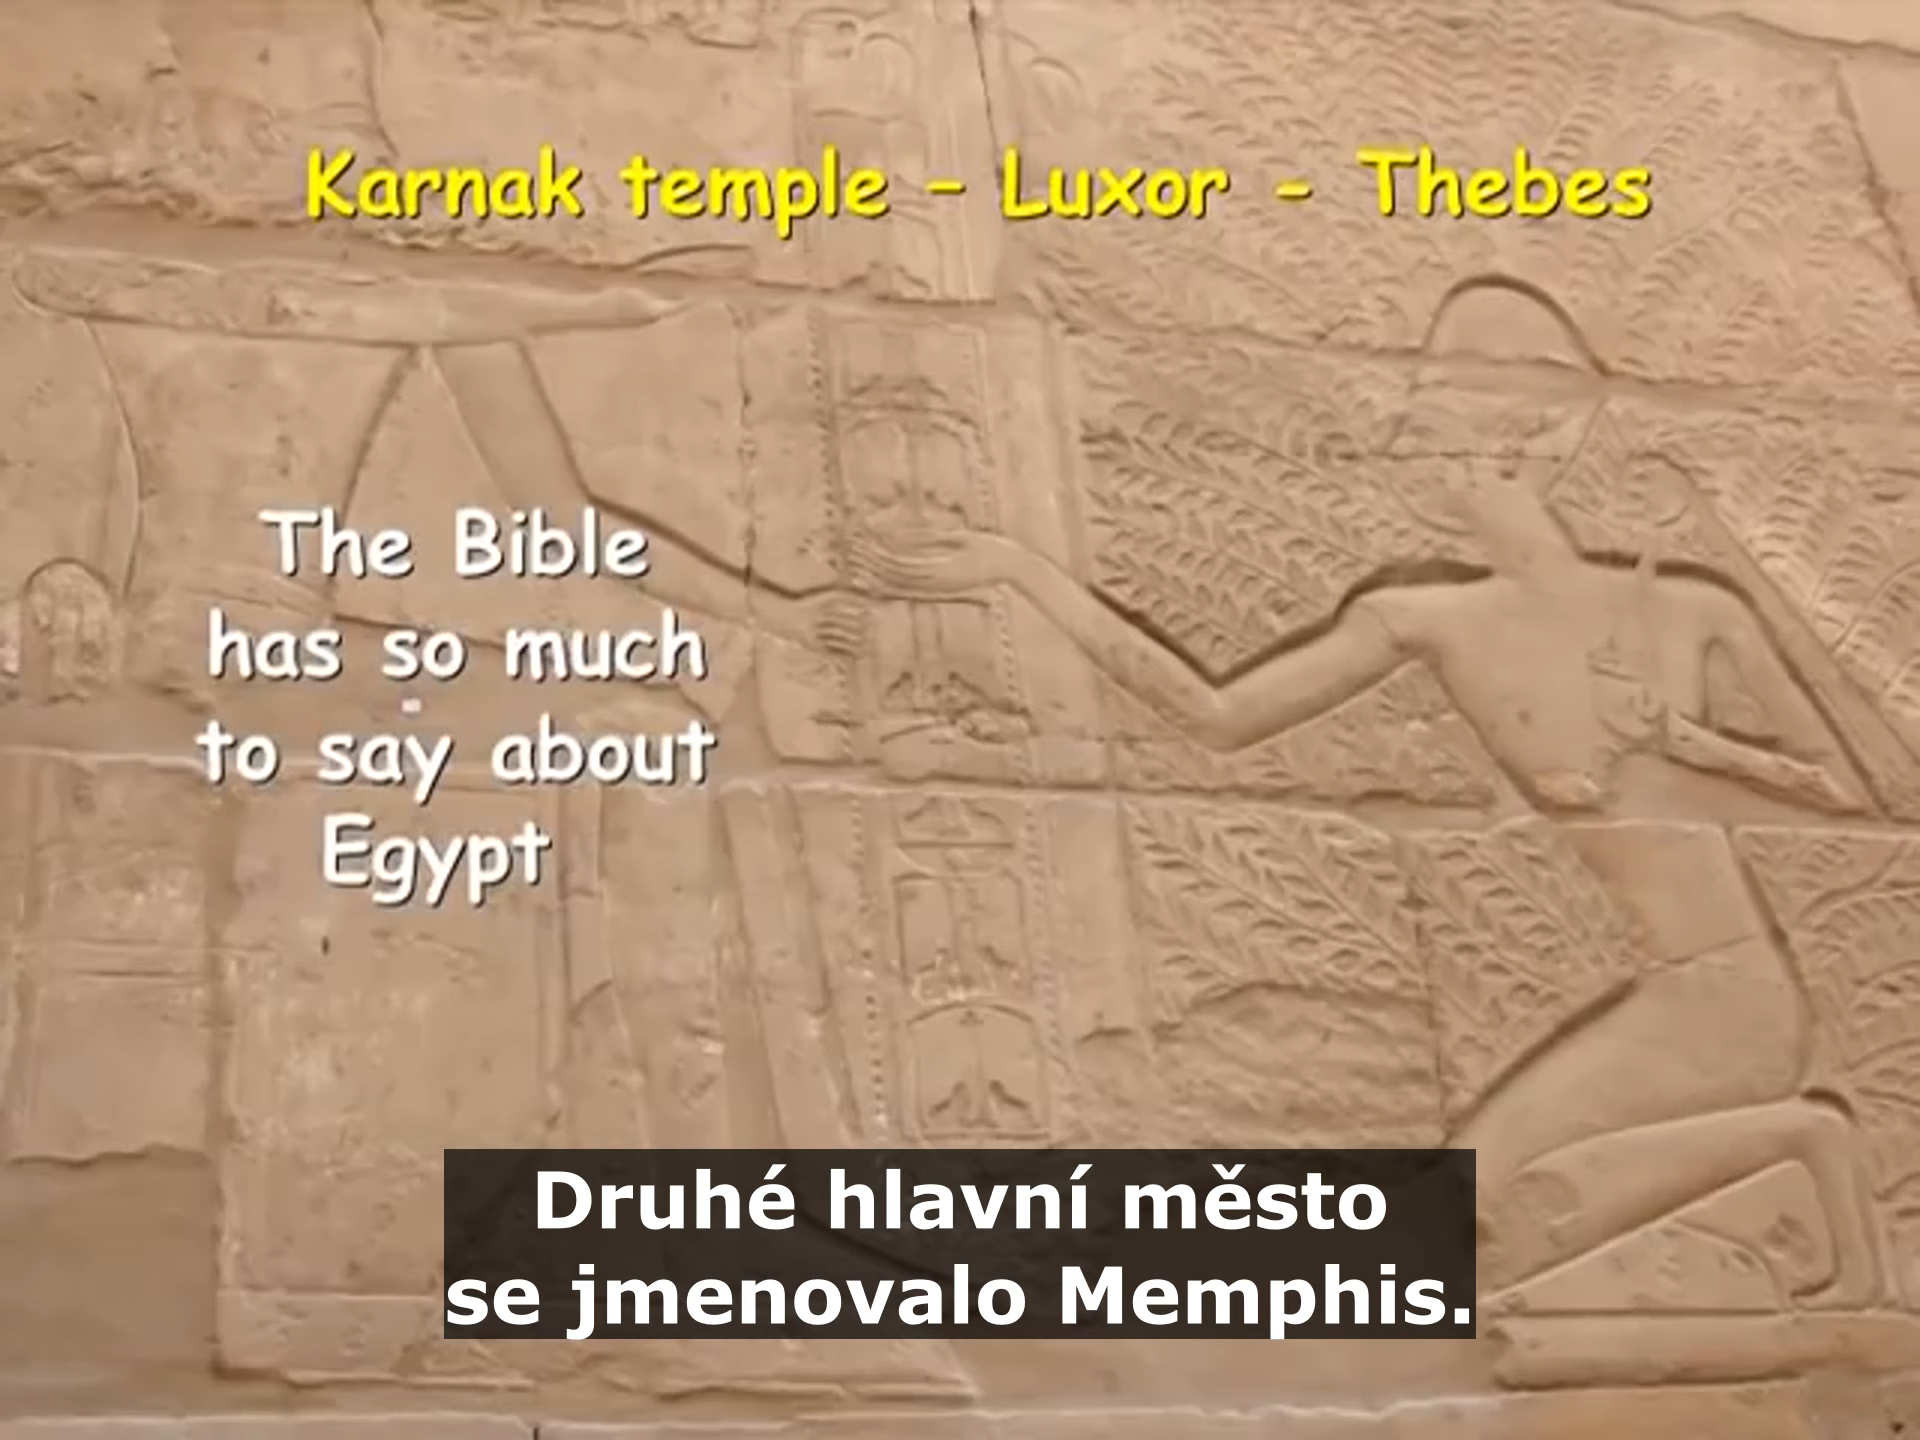 Karnak temple – Luxor - Thebes
The Bible
has so much
to say about
Egypt
Druhé hlavní město
se jmenovalo Memphis.